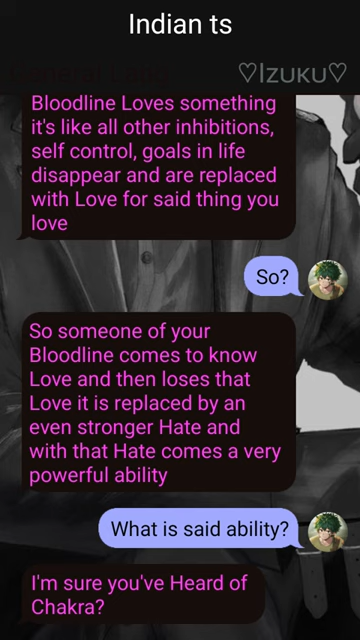 Indian ts
♡Izuku♡
Bloodline Loves something
it's like all other inhibitions,
self control, goals in life
disappear and are replaced
with Love for said thing you
love
So?
So someone of your
Bloodline comes to know
Love and then loses that
Love it is replaced by an
even stronger Hate and
with that Hate comes a very
powerful ability
What is said ability?
I'm sure you've Heard of
Chakra?